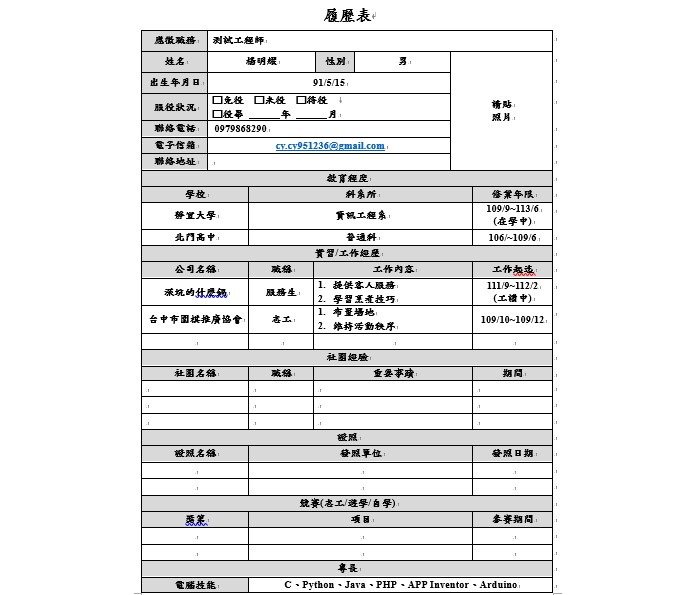 履歷表
應徵職務 測試工程師
姓名 楊明緻 性別 男
出生年月日 91/5/15
請貼
照片
服役狀況 □免役 □未役 □待役
□役畢 ______年 ______月
聯絡電話 0979868290
電子信箱 cy.cy951236@gmail.com
聯絡地址
教育程度
學校 科系所 修業年限
靜宜大學 資訊工程系 109/9~113/6
(在學中)
北門高中 普通科 106/~109/6
實習/工作經歷
公司名稱 職稱 工作內容 工作起迄
深坑的什麼鍋 服務生 1. 提供客人服務 111/9~112/2
2. 學習烹煮技巧 (工讀中)
台中市園撰推廣協會 志工 1. 布置場地 109/10~109/12
2. 維持活動秩序
社團經驗
社團名稱 職稱 重要事蹟 期間
證照
證照名稱 發照單位 發照日期
競賽(志工/遊學/自學)
項目 參賽期間
專長
電腦技能 C、Python、Java、PHP、APP Inventor、Arduino